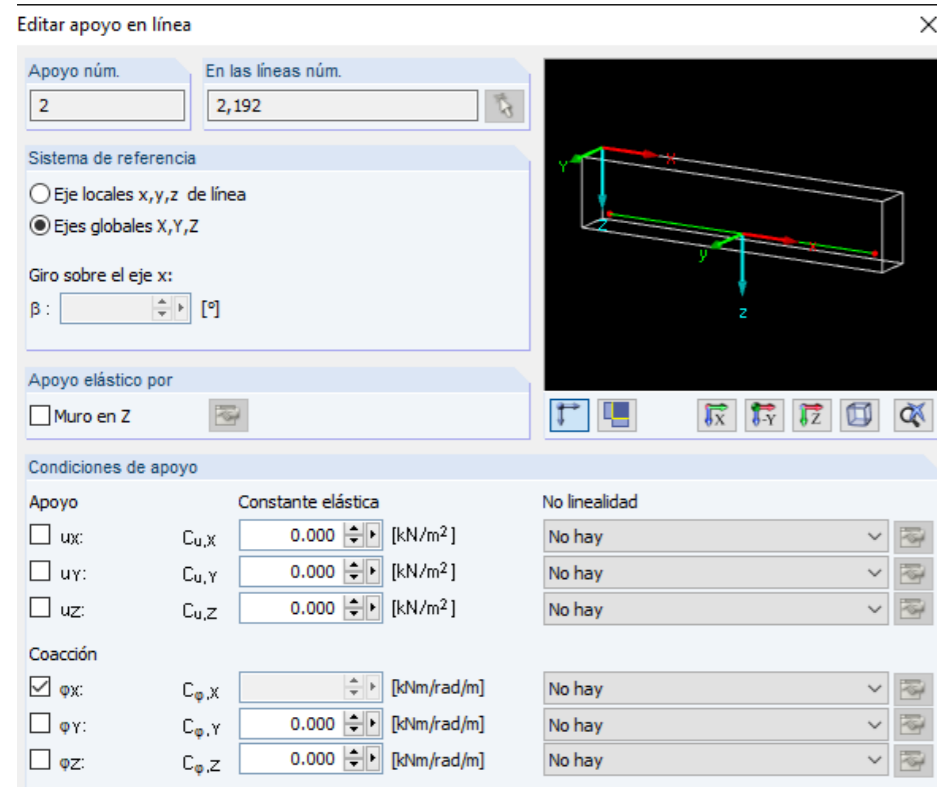 Editar apoyo en línea
Apoyo núm. En las líneas núm.
2 2,192
Sistema de referencia
Eje locales x,y,z de línea
Ejes globales X,Y,Z
Giro sobre el eje x:
β : [º]
Apoyo elástico por
Muro en Z
Y X
Z
y x
z
X -Y Z
Condiciones de apoyo
Apoyo Constante elástica No linealidad
uX: Cu,X 0.000 [kN/m2] No hay
uY: Cu,Y 0.000 [kN/m2] No hay
uZ: Cu,Z 0.000 [kN/m2] No hay
Coacción
φX: Cφ,X [kNm/rad/m] No hay
φY: Cφ,Y 0.000 [kNm/rad/m] No hay
φZ: Cφ,Z 0.000 [kNm/rad/m] No hay